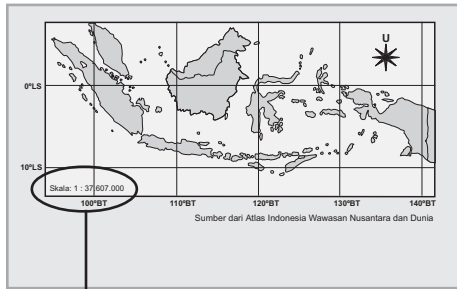 U
0°LS
10°LS
Skala: 1 : 37.607.000
100°BT 110°BT 120°BT 130°BT 140°BT
Sumber dari Atlas Indonesia Wawasan Nusantara dan Dunia